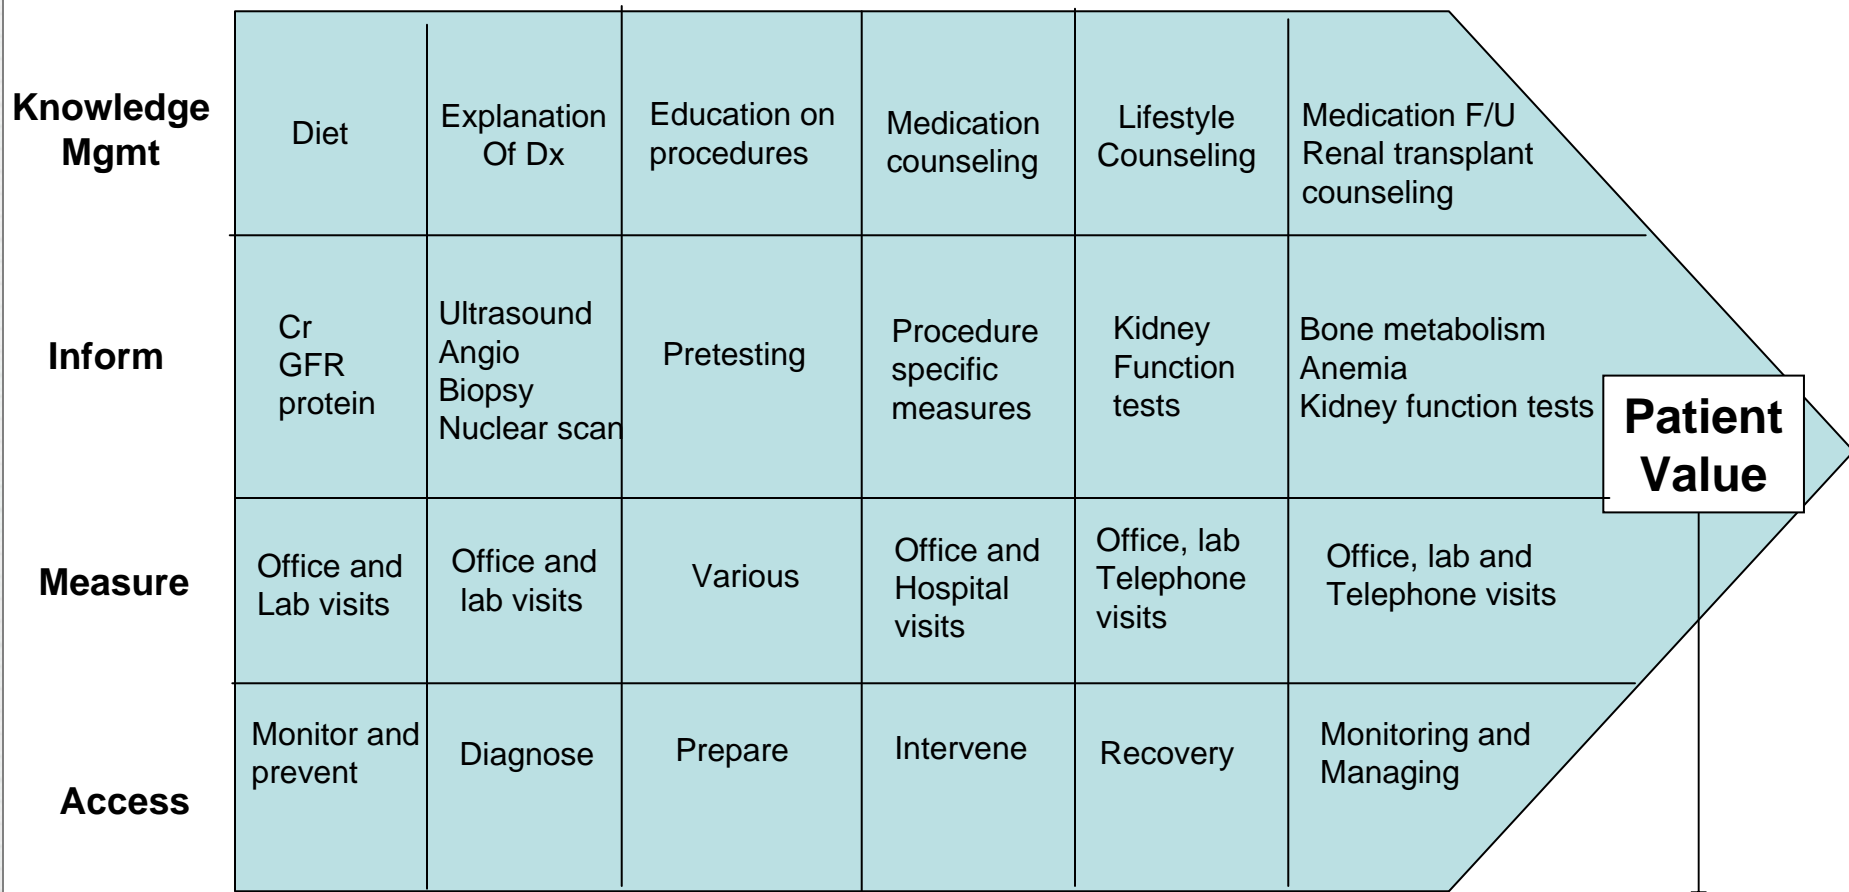 Knowledge
Mgmt
Diet
Explanation
Of Dx
Education on
procedures
Medication
counseling
Lifestyle
Counseling
Medication F/U
Renal transplant
counseling
Inform
Cr
GFR
protein
Ultrasound
Angio
Biopsy
Nuclear scan
Pretesting
Procedure
specific
measures
Kidney
Function
tests
Bone metabolism
Anemia
Kidney function tests
Patient
Value
Measure
Office and
Lab visits
Office and
lab visits
Various
Office and
Hospital
visits
Office, lab
Telephone
visits
Office, lab and
Telephone visits
Access
Monitor and
prevent
Diagnose
Prepare
Intervene
Recovery
Monitoring and
Managing